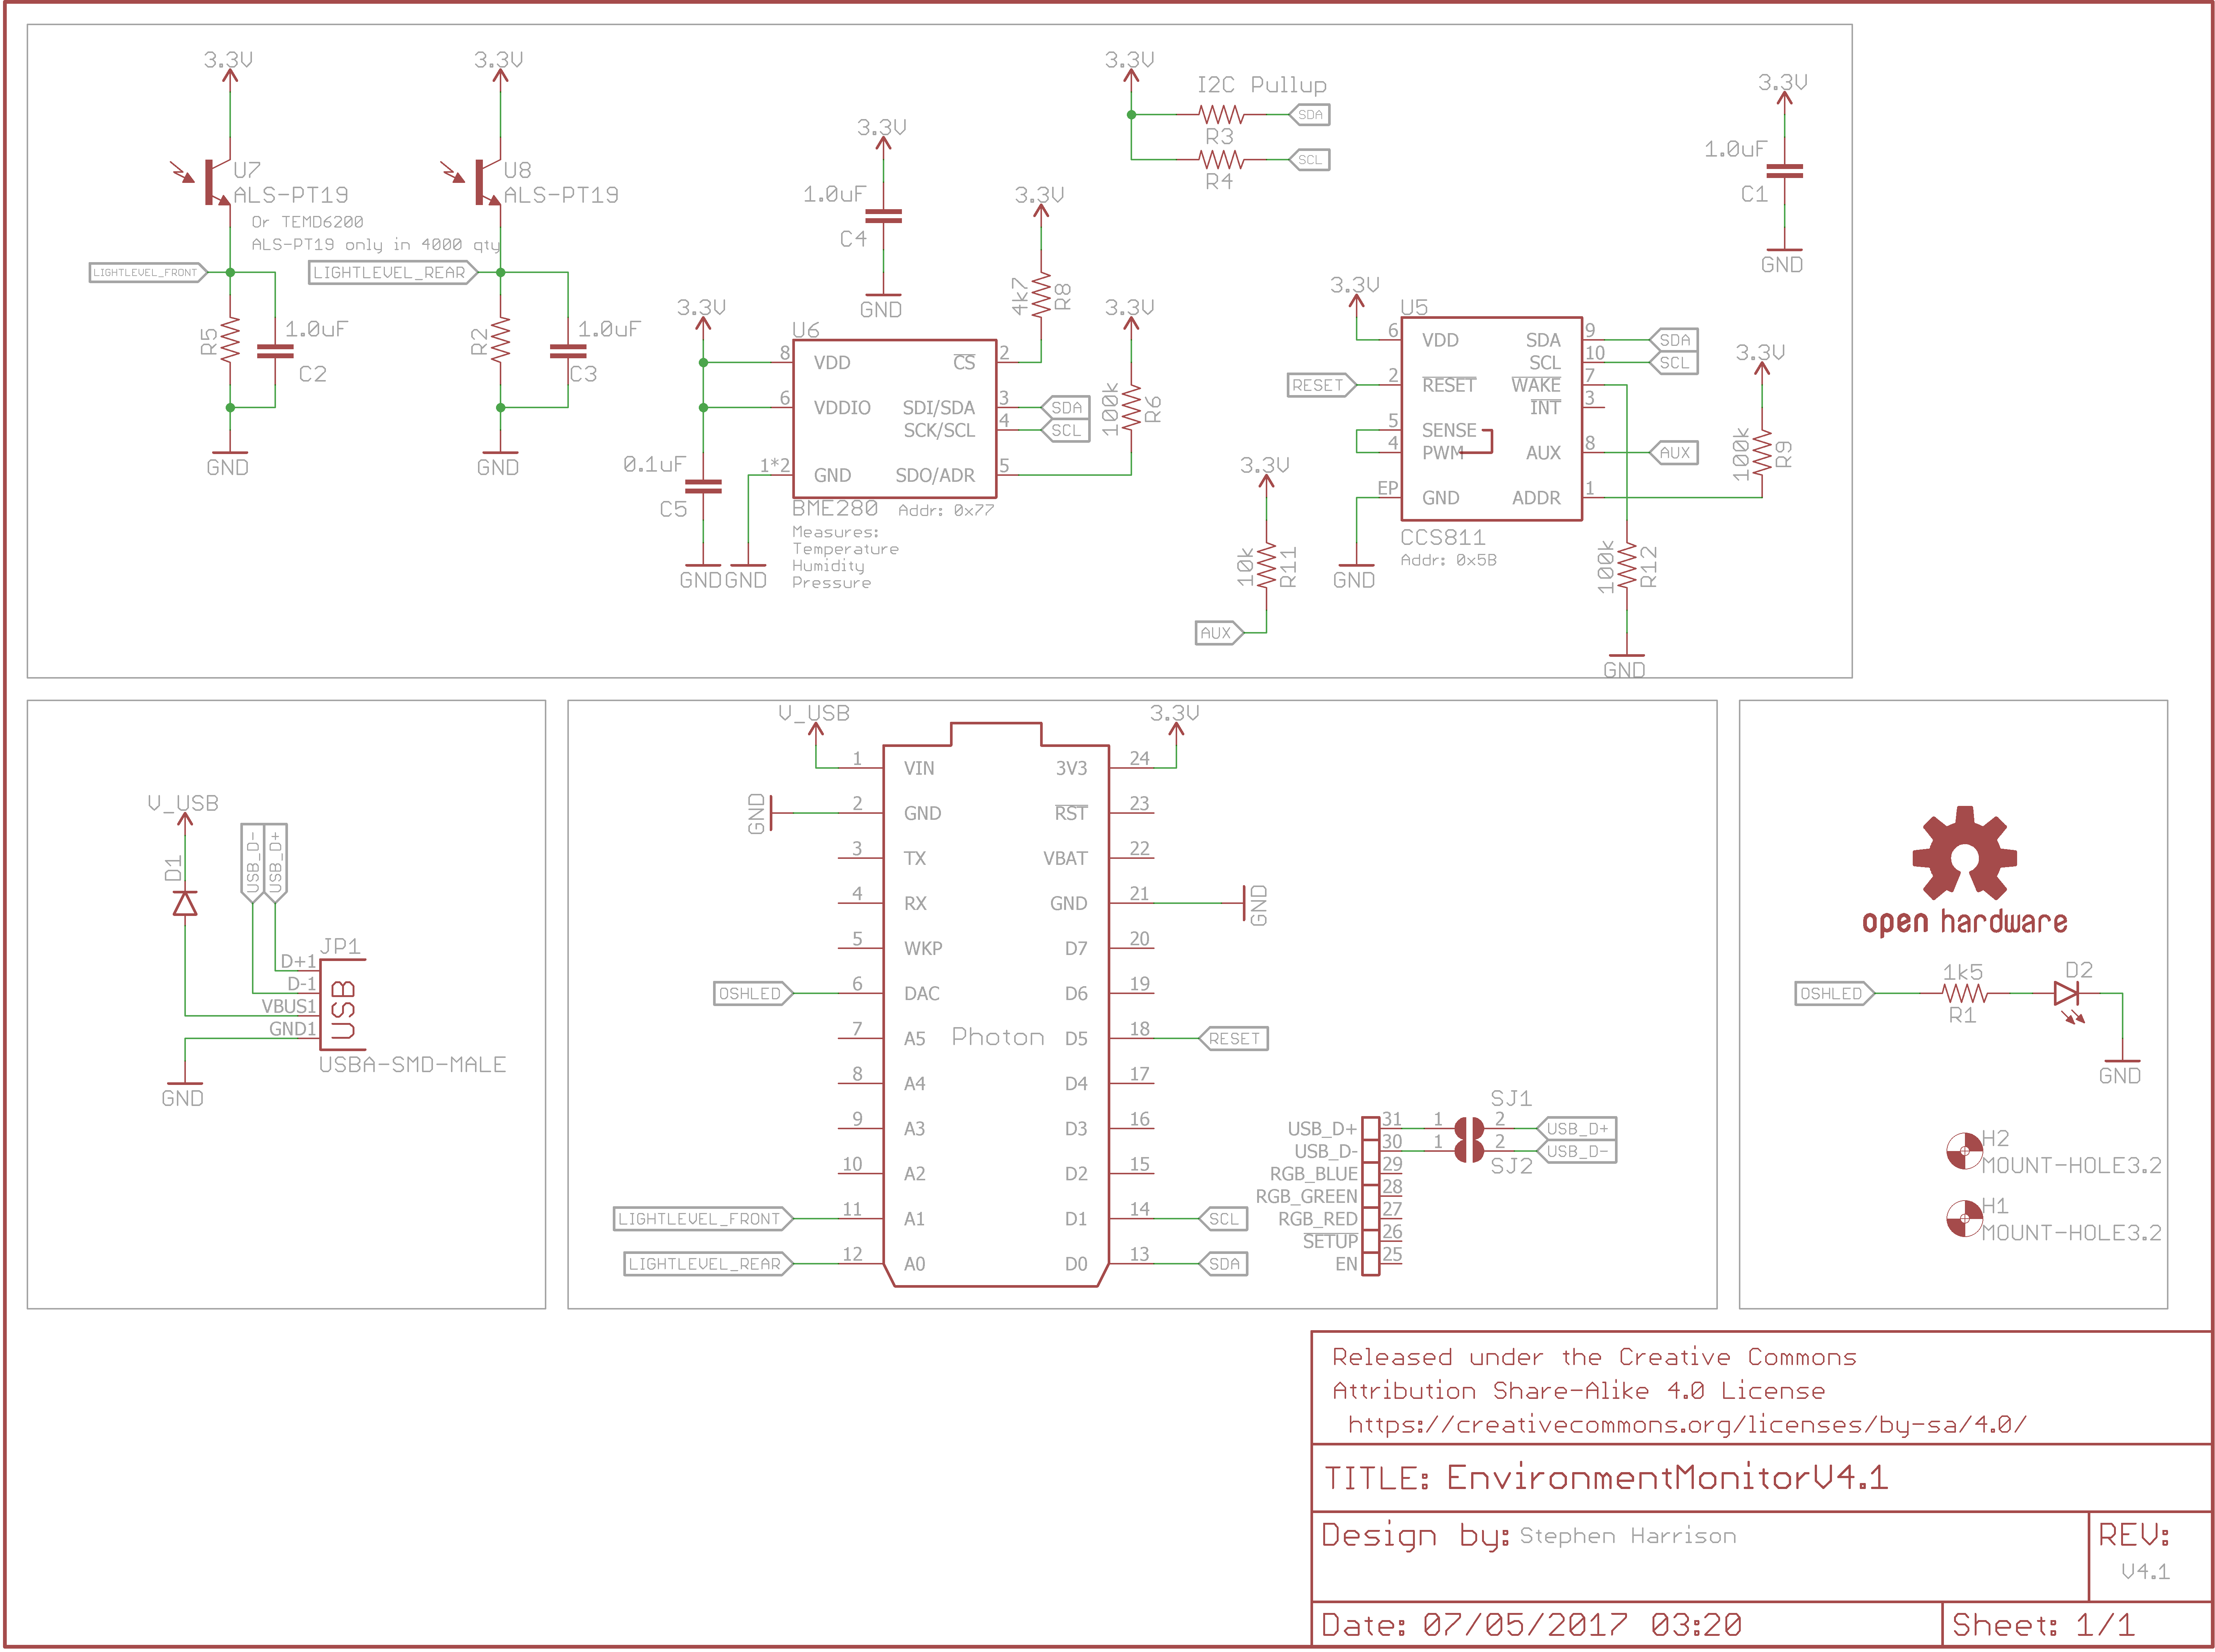 3.3V
U7
ALS-PT19
Or TEMD6200
ALS-PT19 only in 4000 qty
LIGHTLEVEL_FRONT
R5
1.0uF
C2
GND
3.3V
U8
ALS-PT19
LIGHTLEVEL_REAR
R2
1.0uF
C3
GND
3.3V
1.0uF
C4
GND
3.3V
0.1uF
C5
GND
GND
U6
8 VDD
6 VDDIO
1*2 GND
CS 2
SDI/SDA 3
SCK/SCL 4
SDO/ADR 5
SDA
SCL
BME280 Addr: 0x77
Measures:
Temperature
Humidity
Pressure
3.3V
4k7
R8
3.3V
100k
R6
3.3V
I2C Pullup
R3
SDA
R4
SCL
3.3V
1.0uF
C1
GND
3.3V
U5
6 VDD
2 RESET
5 SENSE
4 PWM
EP GND
SDA 9
SCL 10
WAKE 7
INT 3
AUX 8
ADDR 1
RESET
SDA
SCL
AUX
CCS811
Addr: 0x5B
GND
3.3V
100k
R9
3.3V
10k
R11
AUX
100k
R12
GND
V_USB
D1
USB_D-
USB_D+
JP1
D+1
D-1
VBUS1
GND1
USB
USBA-SMD-MALE
GND
V_USB
3.3V
1 VIN 3V3 24
GND 2 GND RST 23
3 TX VBAT 22
4 RX GND 21 GND
5 WKP D7 20
OSHLED 6 DAC D6 19
7 A5 Photon D5 18 RESET
8 A4 D4 17
9 A3 D3 16
10 A2 D2 15
LIGHTLEVEL_FRONT 11 A1 D1 14 SCL
LIGHTLEVEL_REAR 12 A0 D0 13 SDA
SJ1
USB_D+ 31 1 2 USB_D+
USB_D- 30 1 2 USB_D-
SJ2
RGB_BLUE 29
RGB_GREEN 28
RGB_RED 27
SETUP 26
EN 25
open hardware
OSHLED
1k5
R1
D2
GND
H2
MOUNT-HOLE3.2
H1
MOUNT-HOLE3.2
Released under the Creative Commons
Attribution Share-Alike 4.0 License
https://creativecommons.org/licenses/by-sa/4.0/
TITLE: EnvironmentMonitorV4.1
Design by: Stephen Harrison
REV:
V4.1
Date: 07/05/2017 03:20
Sheet: 1/1